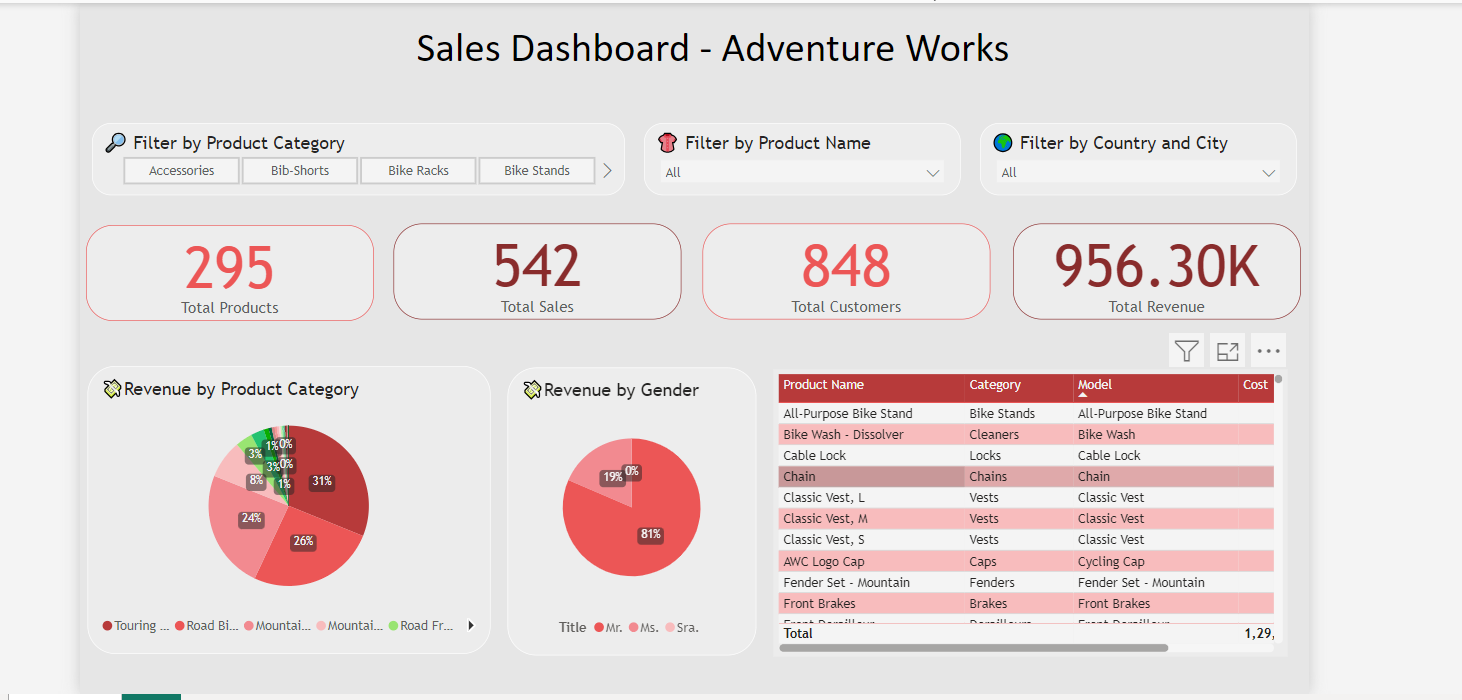 Sales Dashboard - Adventure Works
Filter by Product Category
Accessories Bib-Shorts Bike Racks Bike Stands
Filter by Product Name
All
Filter by Country and City
All
295
Total Products
542
Total Sales
848
Total Customers
956.30K
Total Revenue
Revenue by Product Category
1% 0%
3%
3% 0%
8% 1% 31%
24%
26%
Touring ... Road Bi... Mountai... Mountai... Road Fr...
Revenue by Gender
19% 0%
81%
Title Mr. Ms. Sra.
Product Name Category Model Cost
All-Purpose Bike Stand Bike Stands All-Purpose Bike Stand
Bike Wash - Dissolver Cleaners Bike Wash
Cable Lock Locks Cable Lock
Chain Chains Chain
Classic Vest, L Vests Classic Vest
Classic Vest, M Vests Classic Vest
Classic Vest, S Vests Classic Vest
AWC Logo Cap Caps Cycling Cap
Fender Set - Mountain Fenders Fender Set - Mountain
Front Brakes Brakes Front Brakes
Total 1,29,